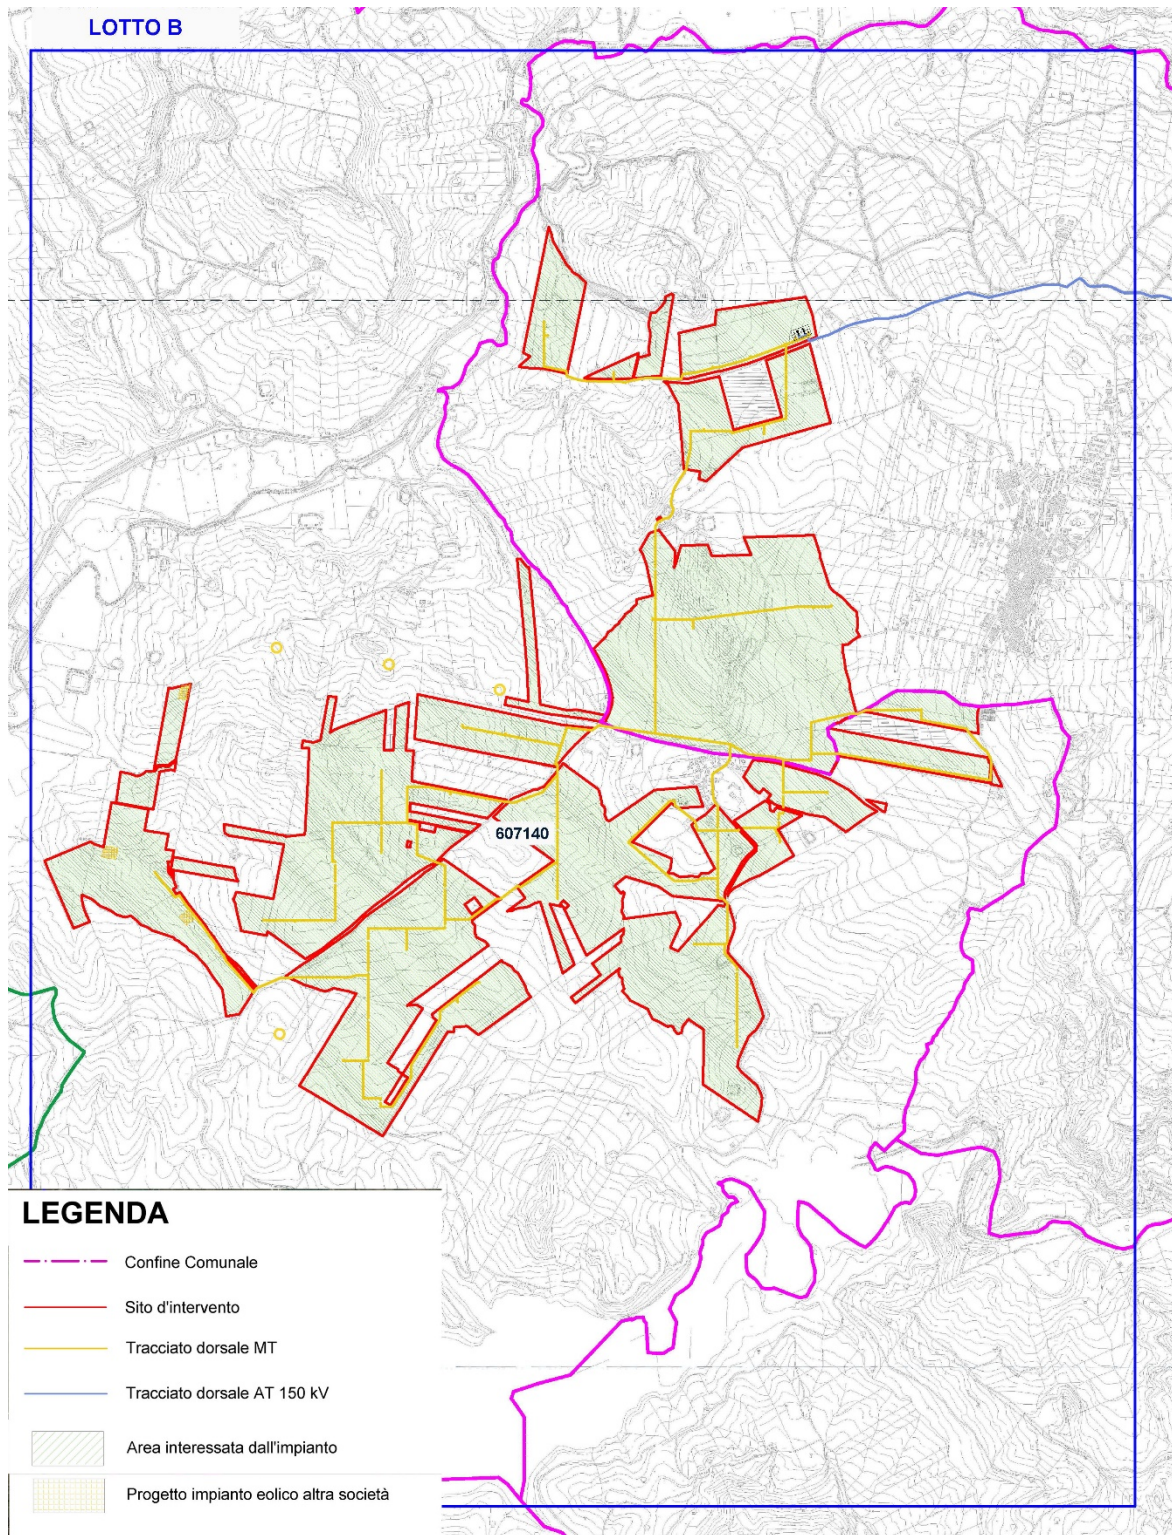 LOTTO B
607140
LEGENDA
Confine Comunale
Sito d'intervento
Tracciato dorsale MT
Tracciato dorsale AT 150 kV
Area interessata dall'impianto
Progetto impianto eolico altra società